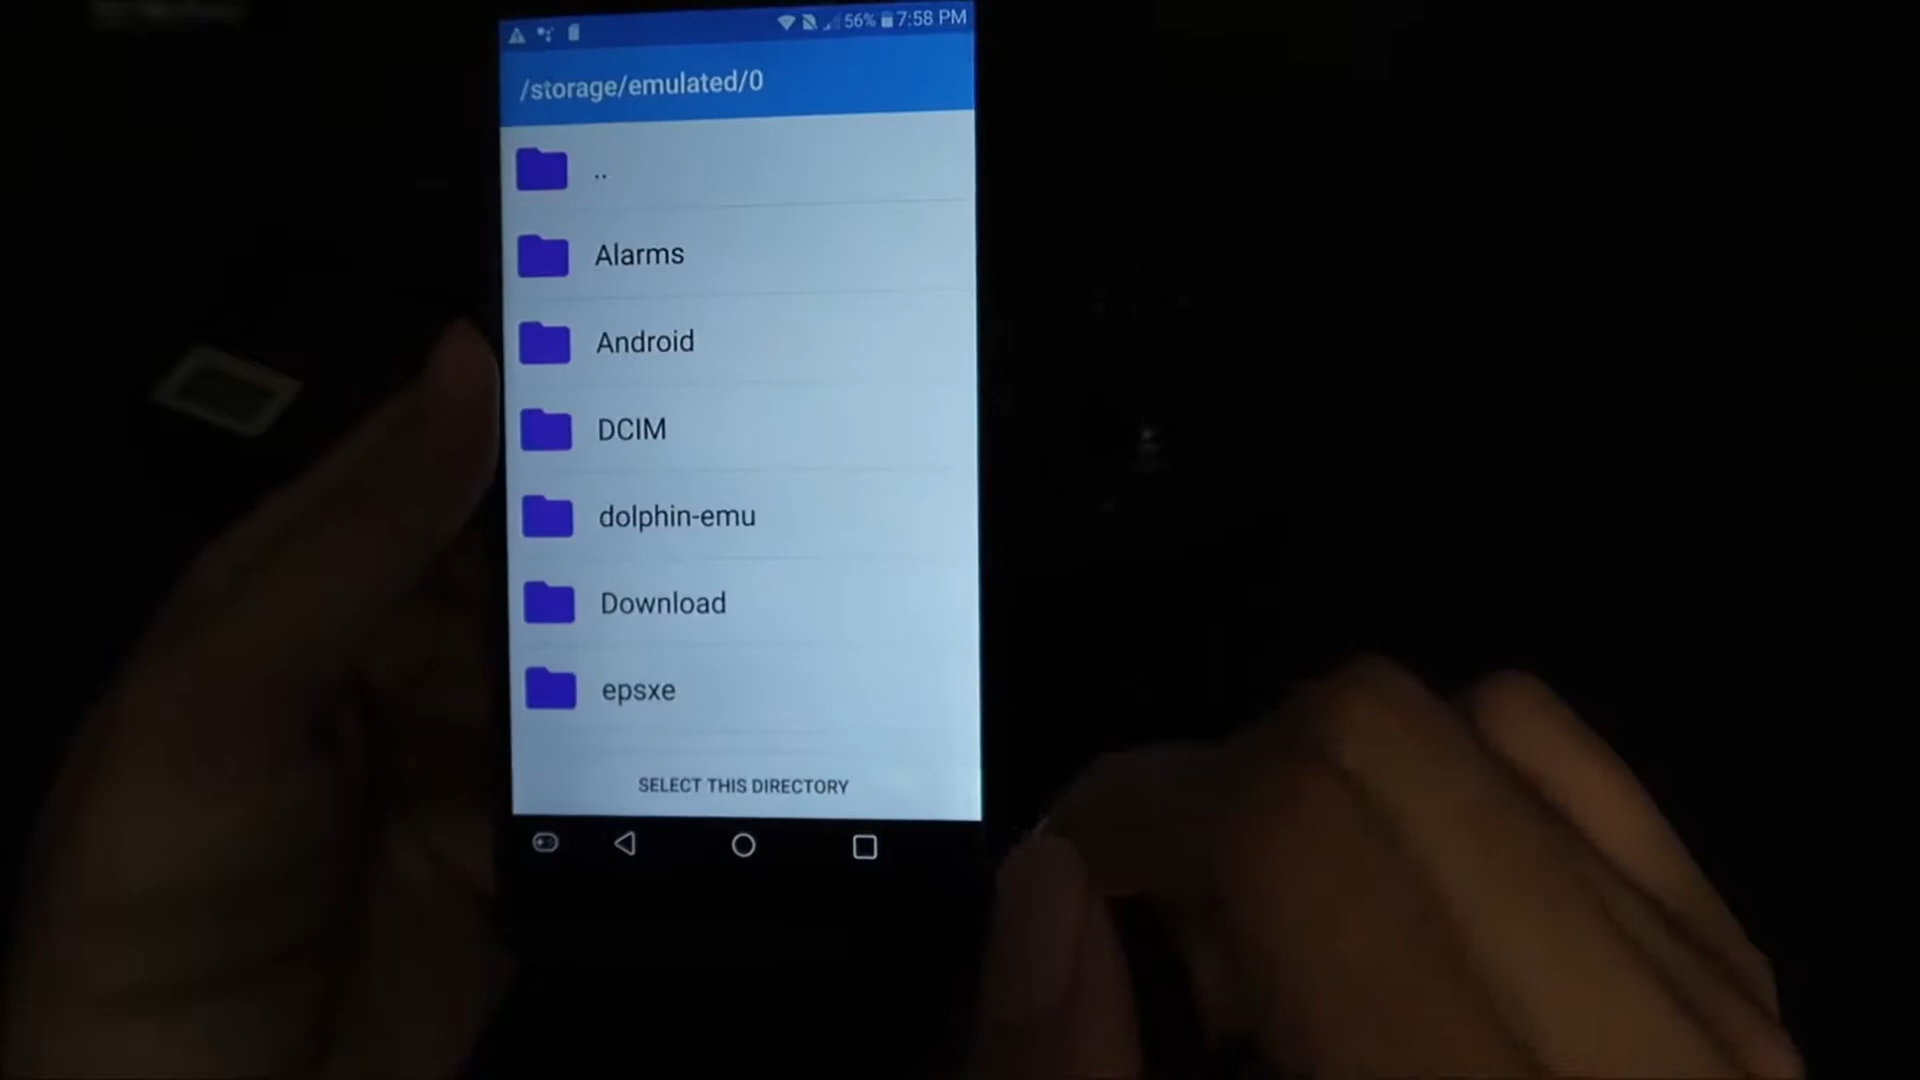 56% 7:58 PM
/storage/emulated/0
..
Alarms
Android
DCIM
dolphin-emu
Download
epsxe
SELECT THIS DIRECTORY